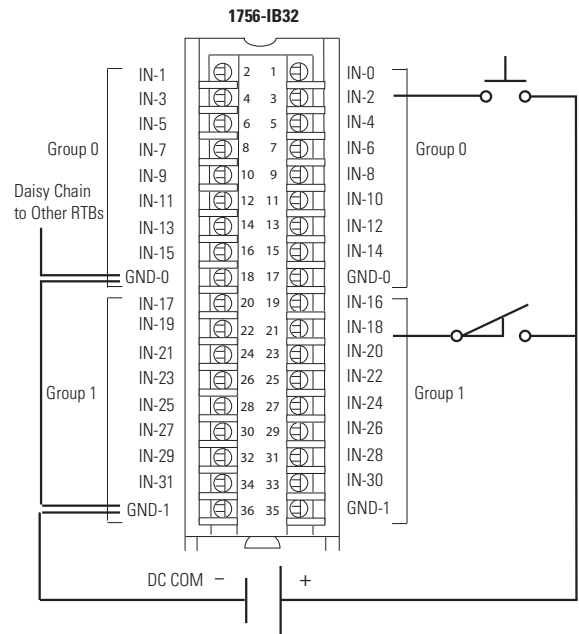 1756-IB32
IN-1 2 1 IN-0
IN-3 4 3 IN-2
IN-5 6 5 IN-4
Group 0 IN-7 8 7 IN-6 Group 0
IN-9 10 9 IN-8
Daisy Chain
to Other RTBs
IN-11 12 11 IN-10
IN-13 14 13 IN-12
IN-15 16 15 IN-14
GND-0 18 17 GND-0
IN-17 20 19 IN-16
IN-19 22 21 IN-18
IN-21 24 23 IN-20
Group 1 IN-23 26 25 IN-22 Group 1
IN-25 28 27 IN-24
IN-27 30 29 IN-26
IN-29 32 31 IN-28
IN-31 34 33 IN-30
GND-1 36 35 GND-1
DC COM – +